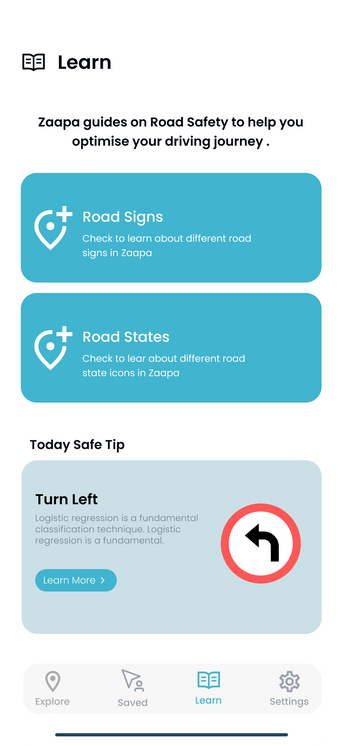 Learn
Zaapa guides on Road Safety to help you
optimise your driving journey .
Road Signs
Check to learn about different road
signs in Zaapa
Road States
Check to lear about different road
state icons in Zaapa
Today Safe Tip
Turn Left
Logistic regression is a fundamental
classification technique. Logistic
regression is a fundamental.
Learn More >
Explore
Saved
Learn
Settings